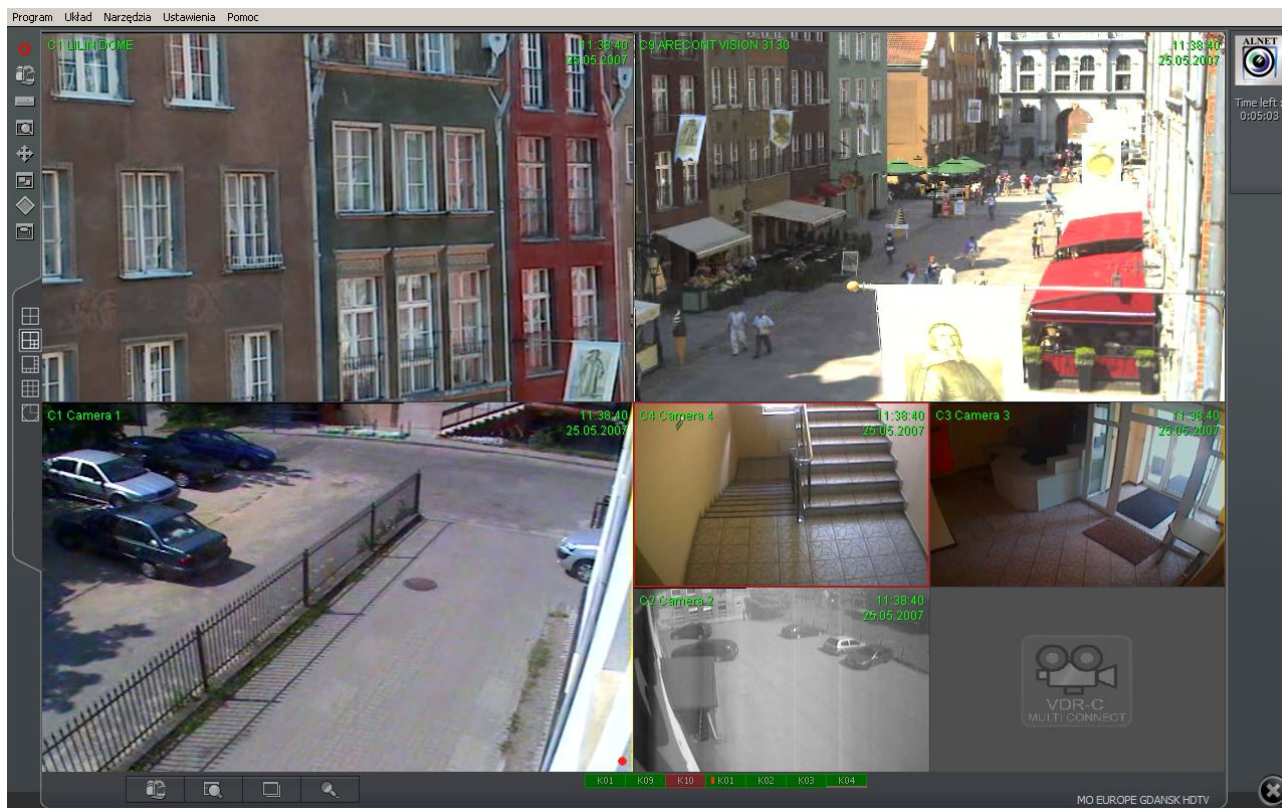 Program Układ Narzędzia Ustawienia Pomoc
C1 LILIN DOME
11:38:40
25.05.2007
C9 ARECONT VISION 3130
11:38:40
25.05.2007
ALNET
Time left :
0:05:03
C1 Camera 1
11:38:40
25.05.2007
C4 Camera 4
11:38:40
25.05.2007
C3 Camera 3
11:38:40
25.05.2007
C2 Camera 2
11:38:40
25.05.2007
VDR-C
MULTI CONNECT
K01 K09 K10 K01 K02 K03 K04
MO EUROPE GDANSK HDTV